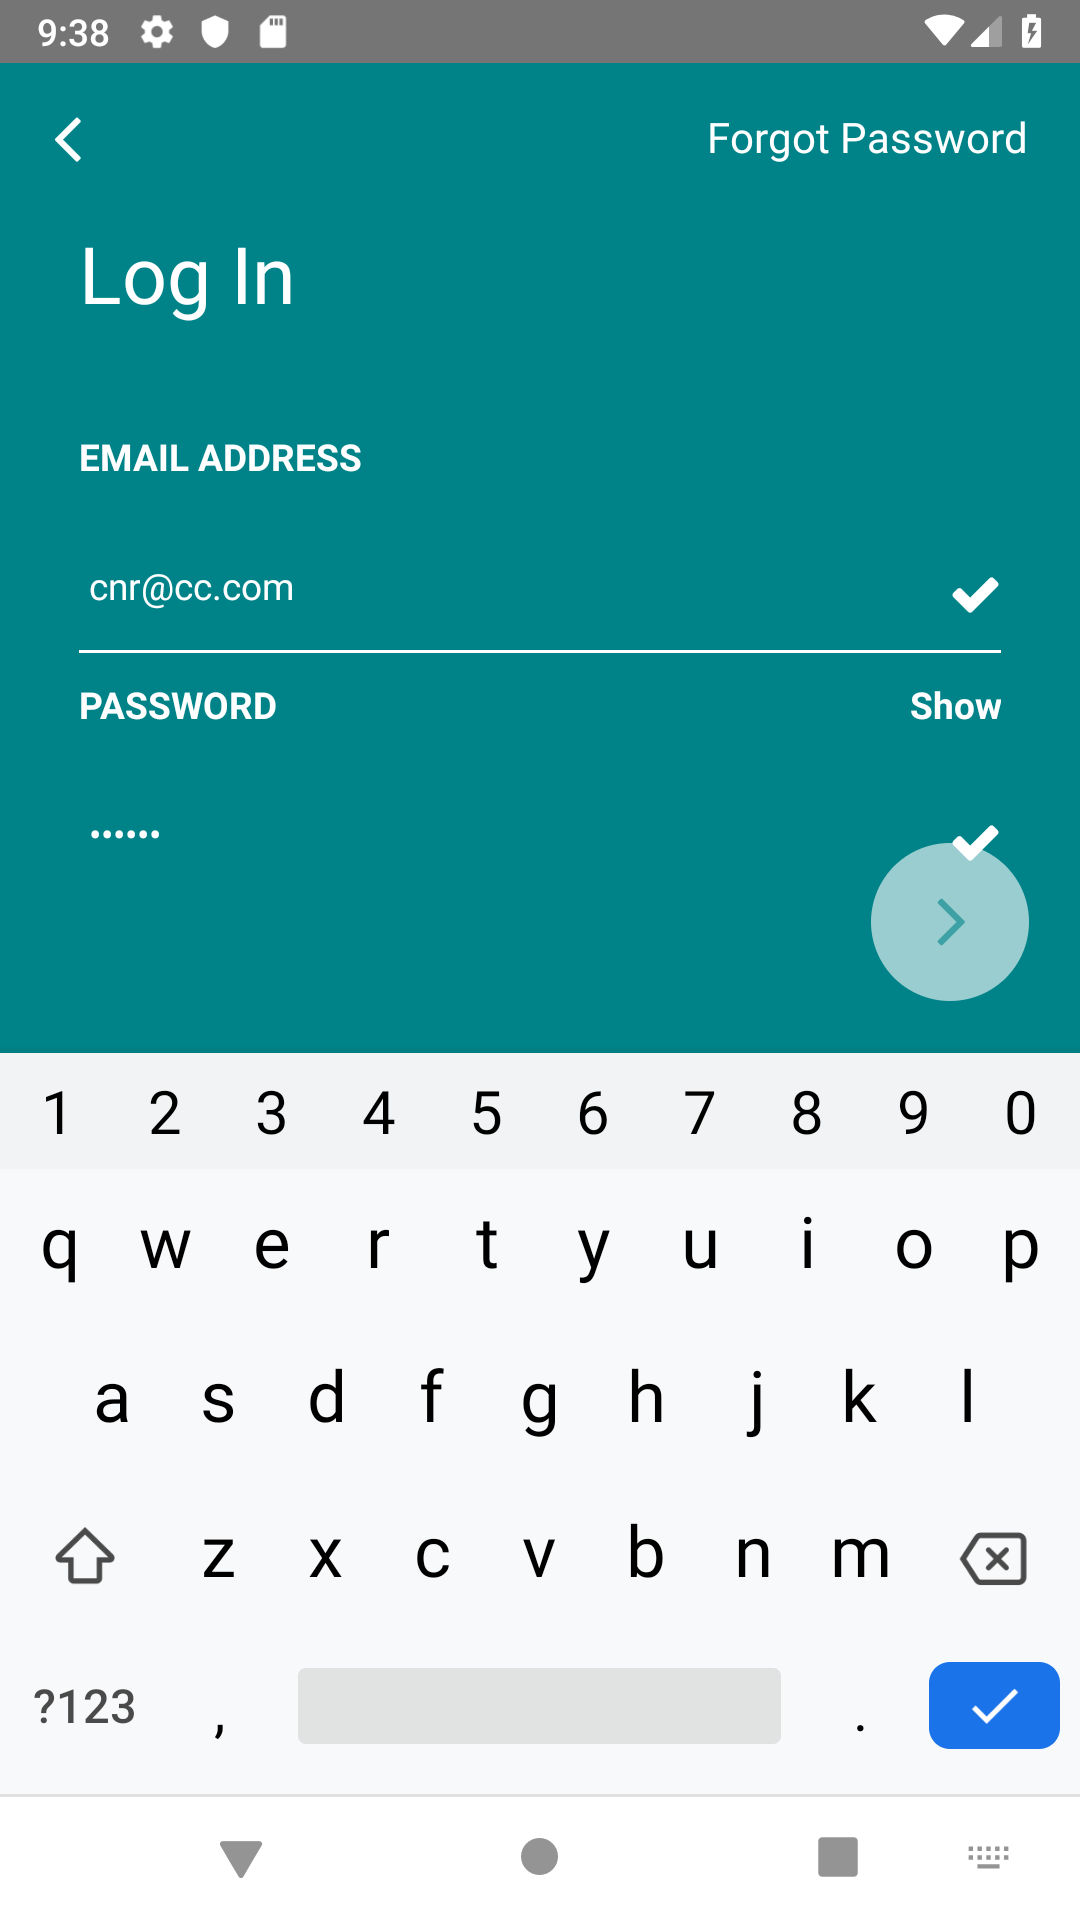 9:38
Forgot Password
Log In
EMAIL ADDRESS
cnr@cc.com
PASSWORD Show
••••••
1 2 3 4 5 6 7 8 9 0
q w e r t y u i o p
a s d f g h j k l
z x c v b n m
?123 , .